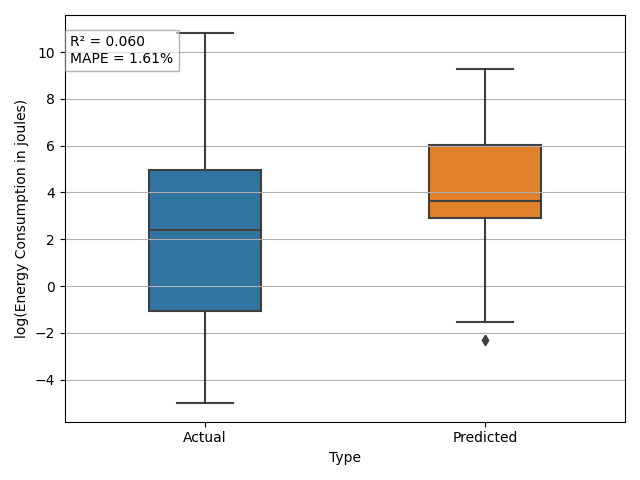 R² = 0.060
MAPE = 1.61%
10
8
6
4
2
0
−2
−4
log(Energy Consumption in joules)
Actual
Predicted
Type